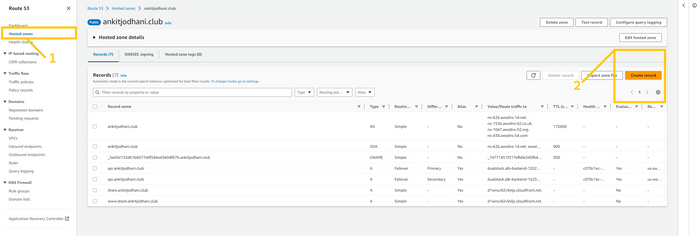 Route 53
Route 53 > Hosted zones > ankitjodhani.club
Public ankitjodhani.club Info
Delete zone
Test record
Configure query logging
Dashboard
Hosted zones
Health checks
1
IP-based routing
CIDR collections
Traffic flow
Traffic policies
Policy records
Domains
Registered domains
Pending requests
Resolver
VPCs
Inbound endpoints
Outbound endpoints
Rules
Query logging
DNS Firewall
Rule groups
Domain lists
Application Recovery Controller
Hosted zone details
Edit hosted zone
Records (7)
DNSSEC signing
Hosted zone tags (0)
Records (7) Info
Delete record
zone file
Create record
2
Filter records by property or value
Type
Routing pol...
Alias
1
Record name Type Routin... Differ... Alias Value/Route traffic to TTL (s... Health ... Evalua... Re...
ankitjodhani.club NS Simple - No
172800 - - -
ankitjodhani.club SOA Simple - No
900 - - -
CNAME Simple - No
300 - - -
api.ankitjodhani.club A Failover Primary Yes
- Yes
api.ankitjodhani.club A Failover Secondary Yes
- Yes
share.ankitjodhani.club A Simple - Yes
- - No -
www.share.ankitjodhani.club A Simple - Yes
- - No -